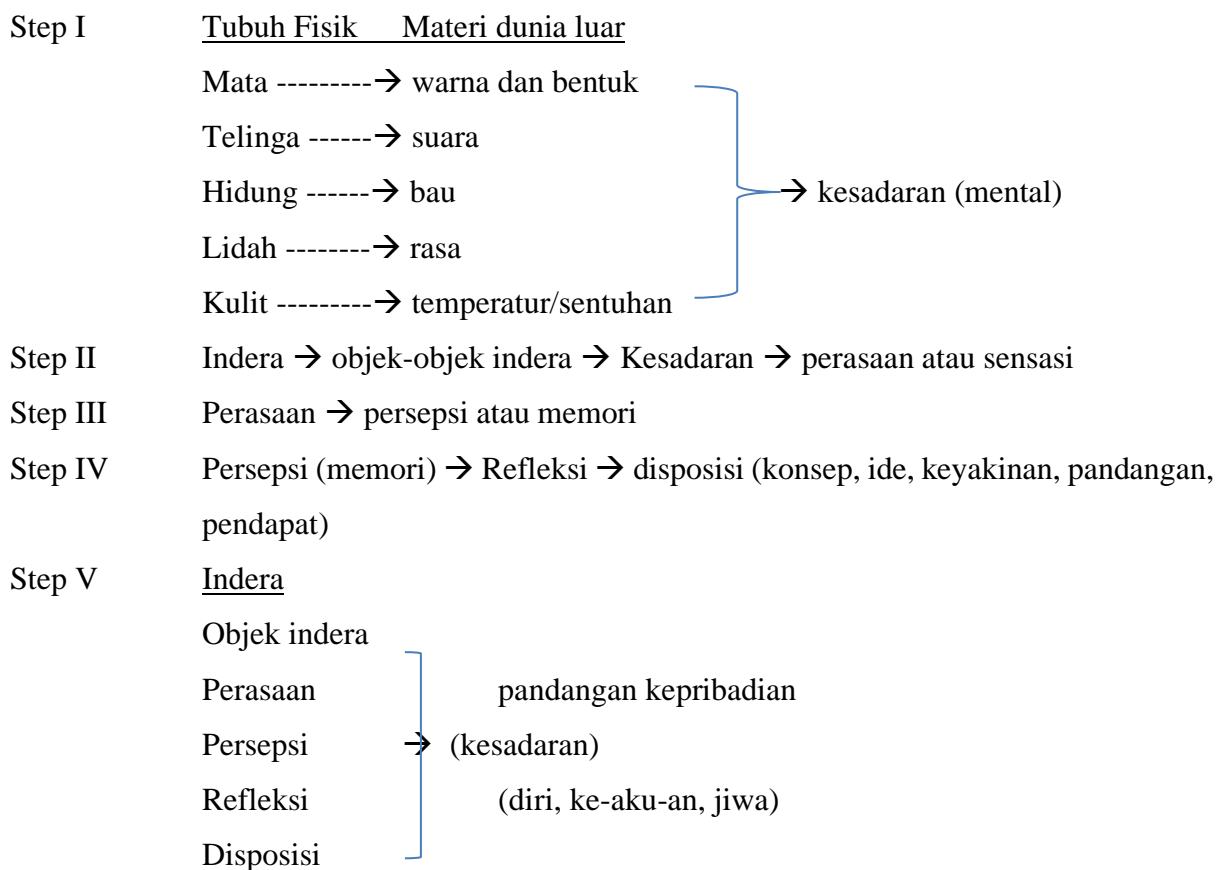 Step I Tubuh Fisik Materi dunia luar
Mata ---------→ warna dan bentuk
Telinga ------→ suara
Hidung ------→ bau → kesadaran (mental)
Lidah --------→ rasa
Kulit ---------→ temperatur/sentuhan
Step II Indera → objek-objek indera → Kesadaran → perasaan atau sensasi
Step III Perasaan → persepsi atau memori
Step IV Persepsi (memori) → Refleksi → disposisi (konsep, ide, keyakinan, pandangan,
pendapat)
Step V Indera
Objek indera
Perasaan pandangan kepribadian
Persepsi → (kesadaran)
Refleksi (diri, ke-aku-an, jiwa)
Disposisi